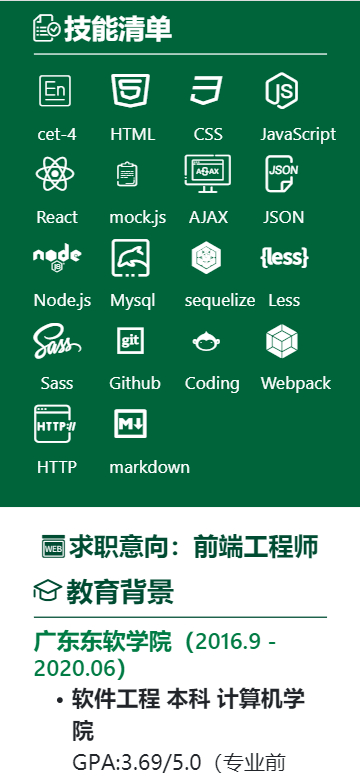 技能清单
En
JS
cet-4 HTML CSS JavaScript
AJAX JSON
React mock.js AJAX JSON
node JS {less}
Node.js Mysql sequelize Less
Sass git
Sass Github Coding Webpack
HTTP:// M
HTTP markdown
WEB 求职意向：前端工程师
教育背景
广东东软学院（2016.9 -
2020.06）
• 软件工程 本科 计算机学
院
GPA:3.69/5.0（专业前